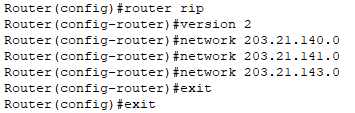 Router(config)#router rip
Router(config-router)#version 2
Router(config-router)#network 203.21.140.0
Router(config-router)#network 203.21.141.0
Router(config-router)#network 203.21.143.0
Router(config-router)#exit
Router(config)#exit